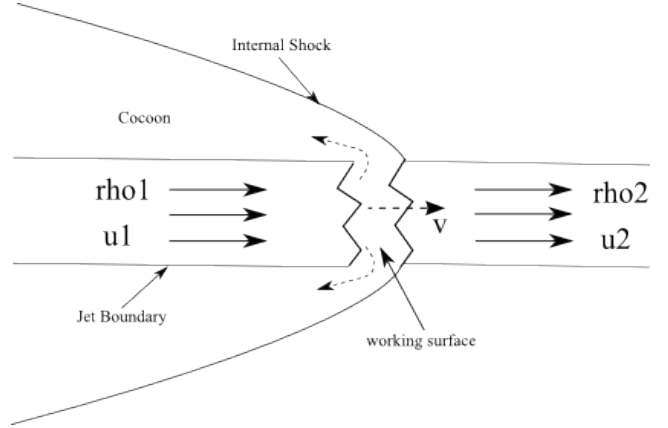 Internal Shock
Cocoon
rho1
rho2
v
u1
u2
Jet Boundary
working surface